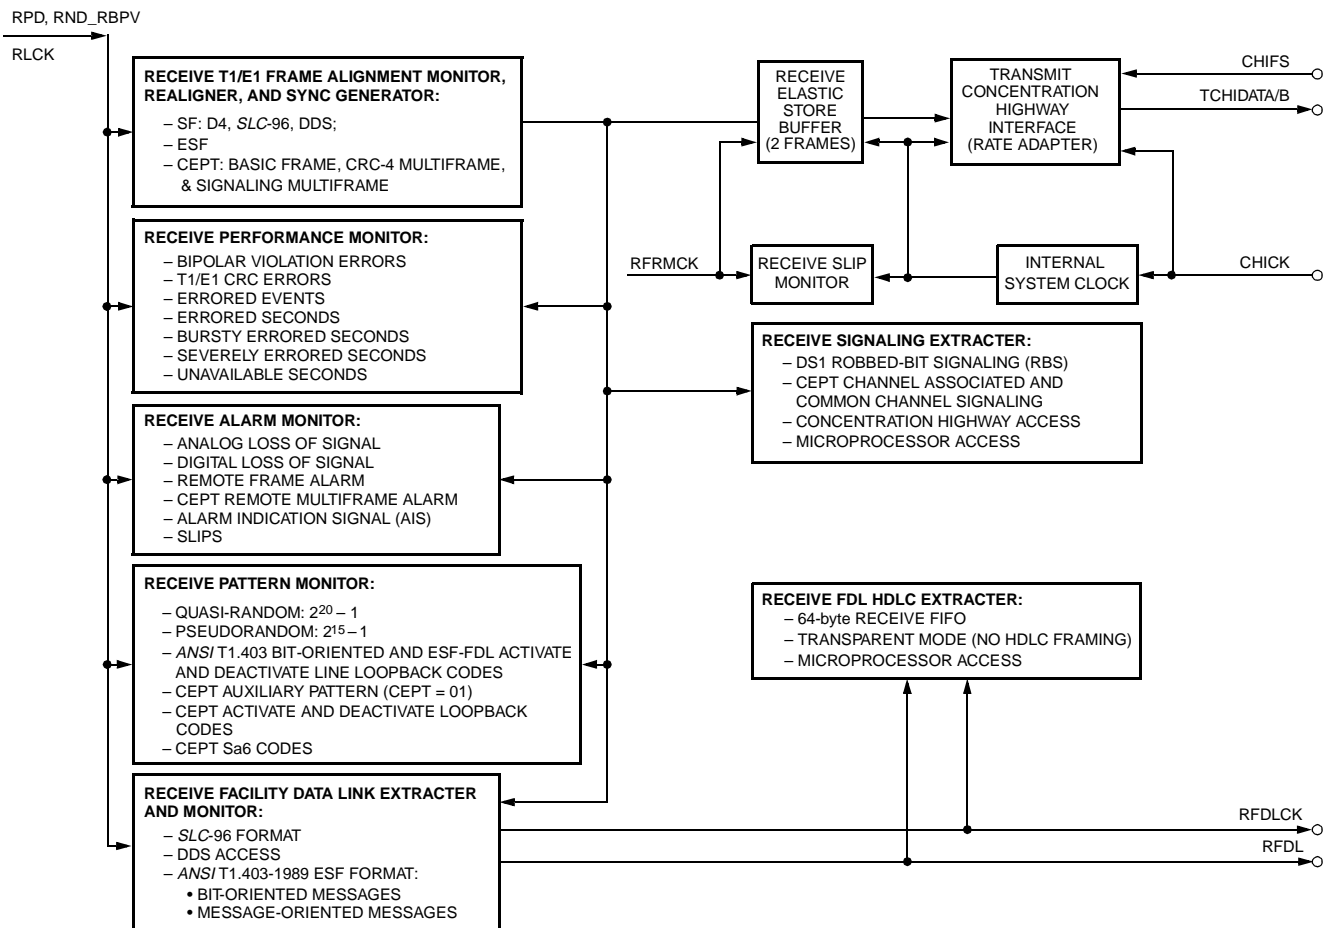 RPD, RND_RBPV
RLCK
RECEIVE T1/E1 FRAME ALIGNMENT MONITOR,
REALIGNER, AND SYNC GENERATOR:
– SF: D4, SLC-96, DDS;
– ESF
– CEPT: BASIC FRAME, CRC-4 MULTIFRAME,
& SIGNALING MULTIFRAME
RECEIVE
ELASTIC
STORE
BUFFER
(2 FRAMES)
TRANSMIT
CONCENTRATION
HIGHWAY
INTERFACE
(RATE ADAPTER)
CHIFS
TCHIDATA/B
RECEIVE PERFORMANCE MONITOR:
– BIPOLAR VIOLATION ERRORS
– T1/E1 CRC ERRORS
– ERRORED EVENTS
– ERRORED SECONDS
– BURSTY ERRORED SECONDS
– SEVERELY ERRORED SECONDS
– UNAVAILABLE SECONDS
RFRMCK
RECEIVE SLIP
MONITOR
INTERNAL
SYSTEM CLOCK
CHICK
RECEIVE SIGNALING EXTRACTER:
– DS1 ROBBED-BIT SIGNALING (RBS)
– CEPT CHANNEL ASSOCIATED AND
COMMON CHANNEL SIGNALING
– CONCENTRATION HIGHWAY ACCESS
– MICROPROCESSOR ACCESS
RECEIVE ALARM MONITOR:
– ANALOG LOSS OF SIGNAL
– DIGITAL LOSS OF SIGNAL
– REMOTE FRAME ALARM
– CEPT REMOTE MULTIFRAME ALARM
– ALARM INDICATION SIGNAL (AIS)
– SLIPS
RECEIVE PATTERN MONITOR:
– QUASI-RANDOM: 2²⁰ – 1
– PSEUDORANDOM: 2¹⁵ – 1
– ANSI T1.403 BIT-ORIENTED AND ESF-FDL ACTIVATE
AND DEACTIVATE LINE LOOPBACK CODES
– CEPT AUXILIARY PATTERN (CEPT = 01)
– CEPT ACTIVATE AND DEACTIVATE LOOPBACK
CODES
– CEPT Sa6 CODES
RECEIVE FDL HDLC EXTRACTER:
– 64-byte RECEIVE FIFO
– TRANSPARENT MODE (NO HDLC FRAMING)
– MICROPROCESSOR ACCESS
RECEIVE FACILITY DATA LINK EXTRACTER
AND MONITOR:
– SLC-96 FORMAT
– DDS ACCESS
– ANSI T1.403-1989 ESF FORMAT:
• BIT-ORIENTED MESSAGES
• MESSAGE-ORIENTED MESSAGES
RFDLCK
RFDL